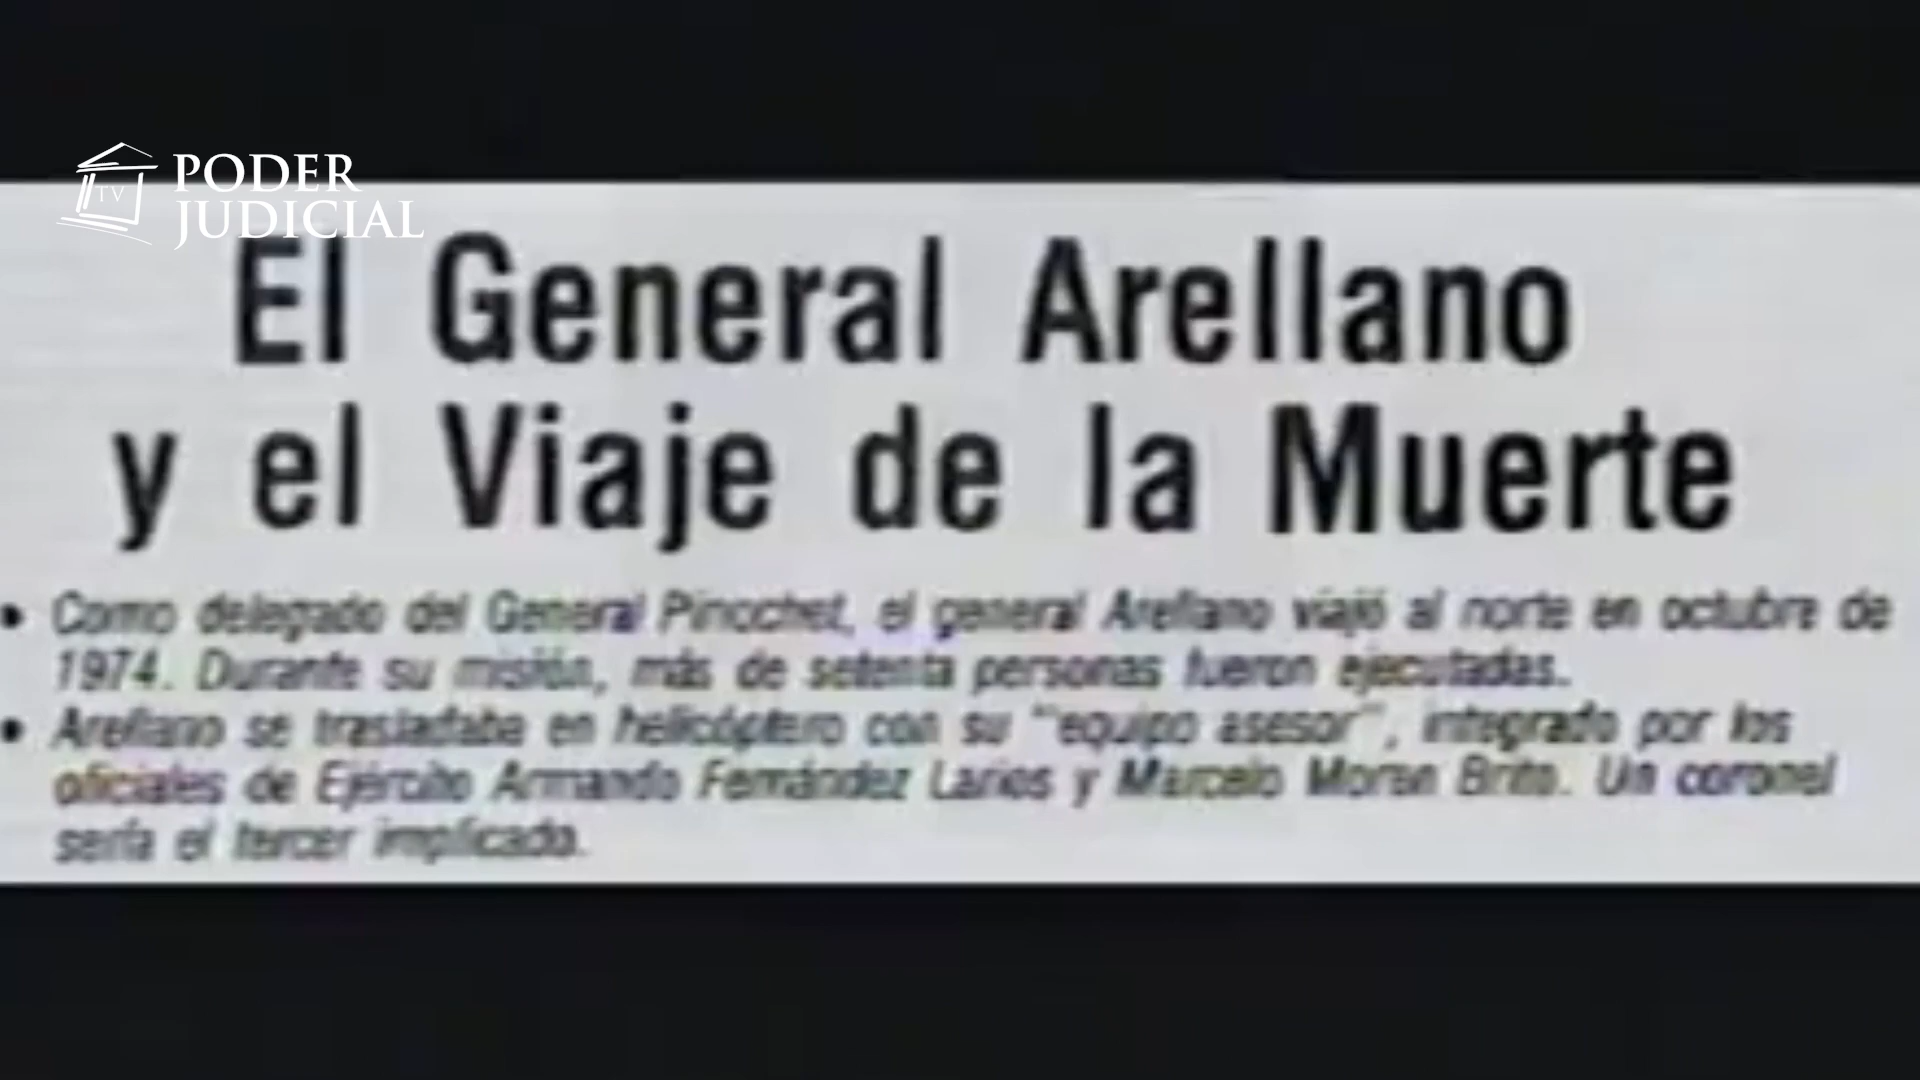 PODER
JUDICIAL
TV
El General Arellano
y el Viaje de la Muerte
• Como delegado del General Pinochet, el general Arellano viajó al norte en octubre de
1974. Durante su misión, más de setenta personas fueron ejecutadas.
• Arellano se trasladaba en helicóptero con su "equipo asesor", integrado por los
oficiales de Ejército Armando Fernández Larios y Marcelo Moren Brito. Un coronel
sería el tercer implicado.